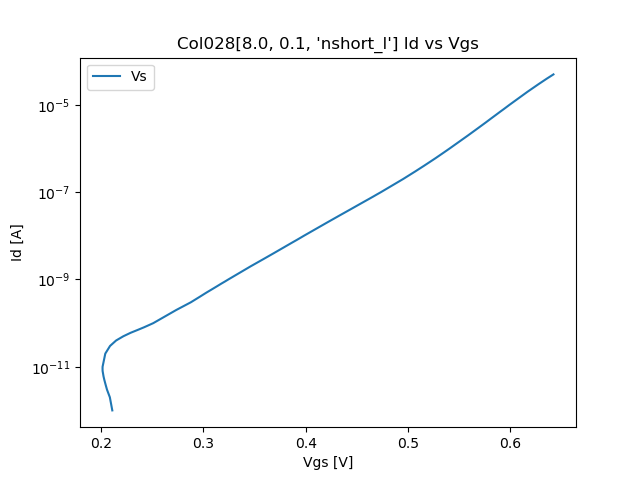 Col028[8.0, 0.1, 'nshort_l'] Id vs Vgs
Vs
10⁻⁵
10⁻⁷
10⁻⁹
10⁻¹¹
Id [A]
0.2 0.3 0.4 0.5 0.6
Vgs [V]